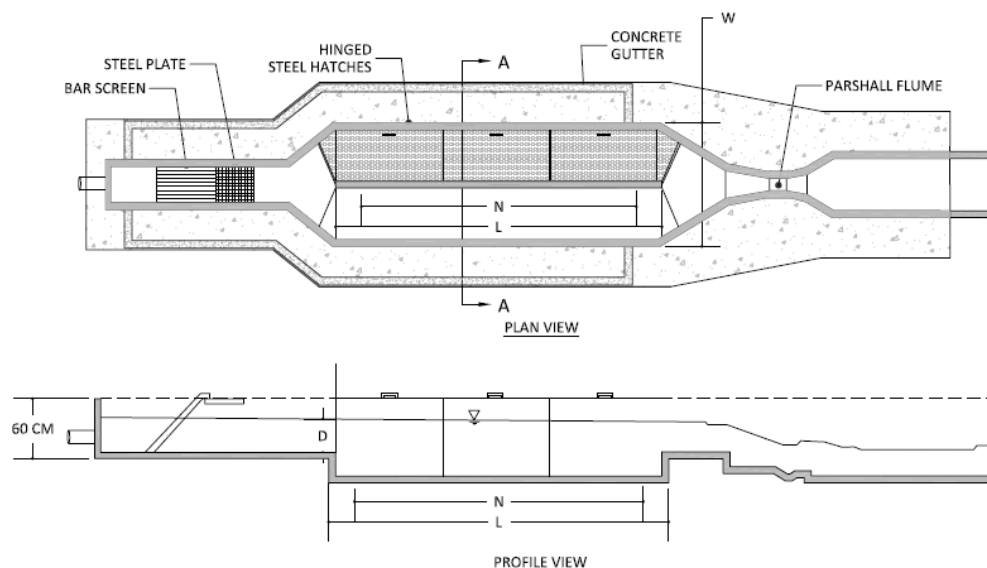 W
CONCRETE
GUTTER
HINGED
STEEL HATCHES
A
STEEL PLATE
BAR SCREEN
PARSHALL FLUME
N
L
A
PLAN VIEW
60 CM
D
N
L
PROFILE VIEW